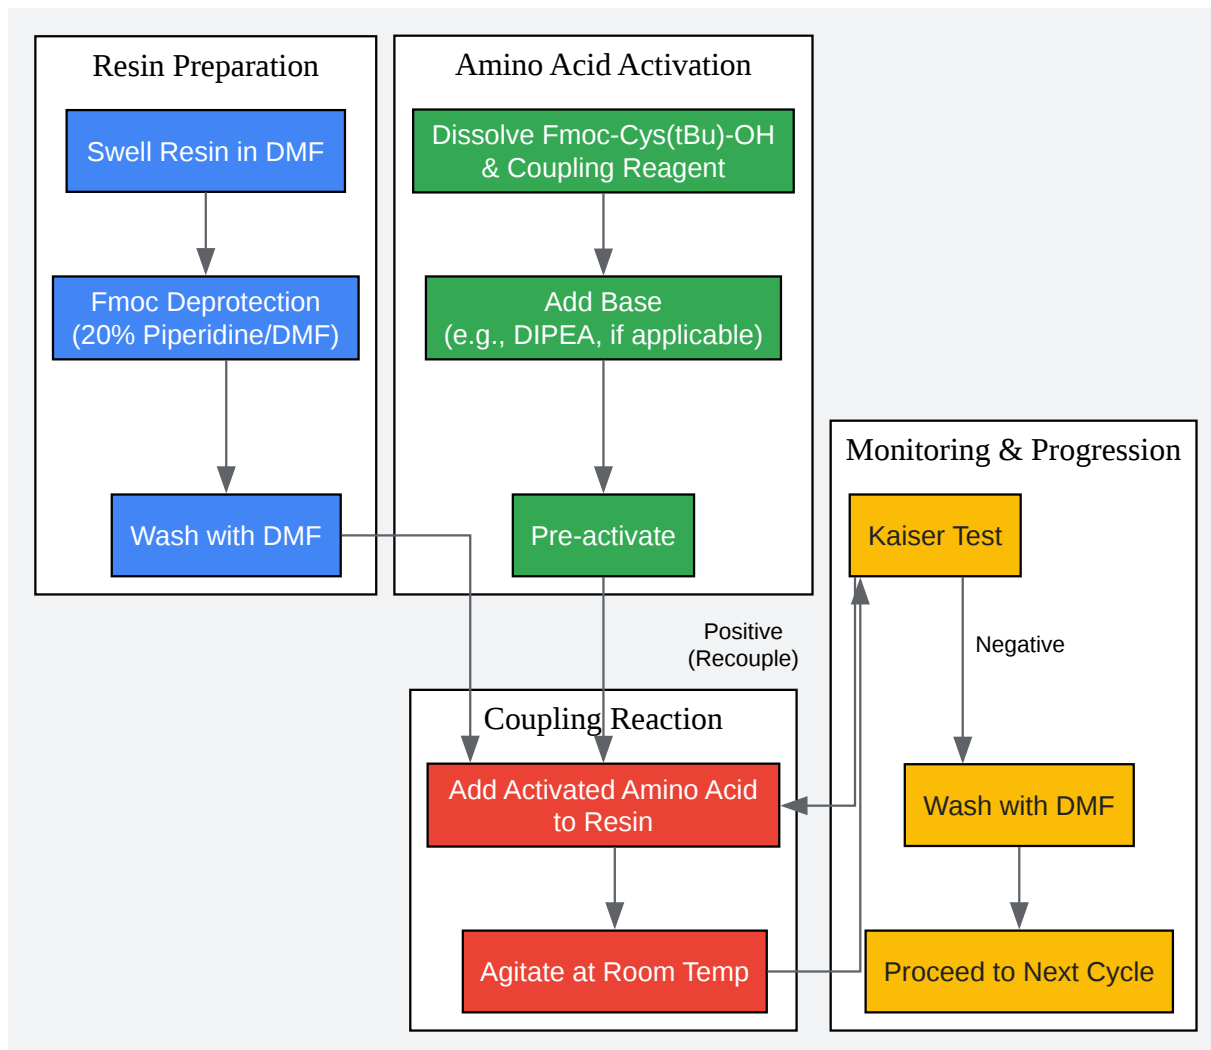 Resin Preparation
Swell Resin in DMF
Fmoc Deprotection
(20% Piperidine/DMF)
Wash with DMF
Amino Acid Activation
Dissolve Fmoc-Cys(tBu)-OH
& Coupling Reagent
Add Base
(e.g., DIPEA, if applicable)
Pre-activate
Positive
(Recouple)
Coupling Reaction
Add Activated Amino Acid
to Resin
Agitate at Room Temp
Monitoring & Progression
Kaiser Test
Negative
Wash with DMF
Proceed to Next Cycle